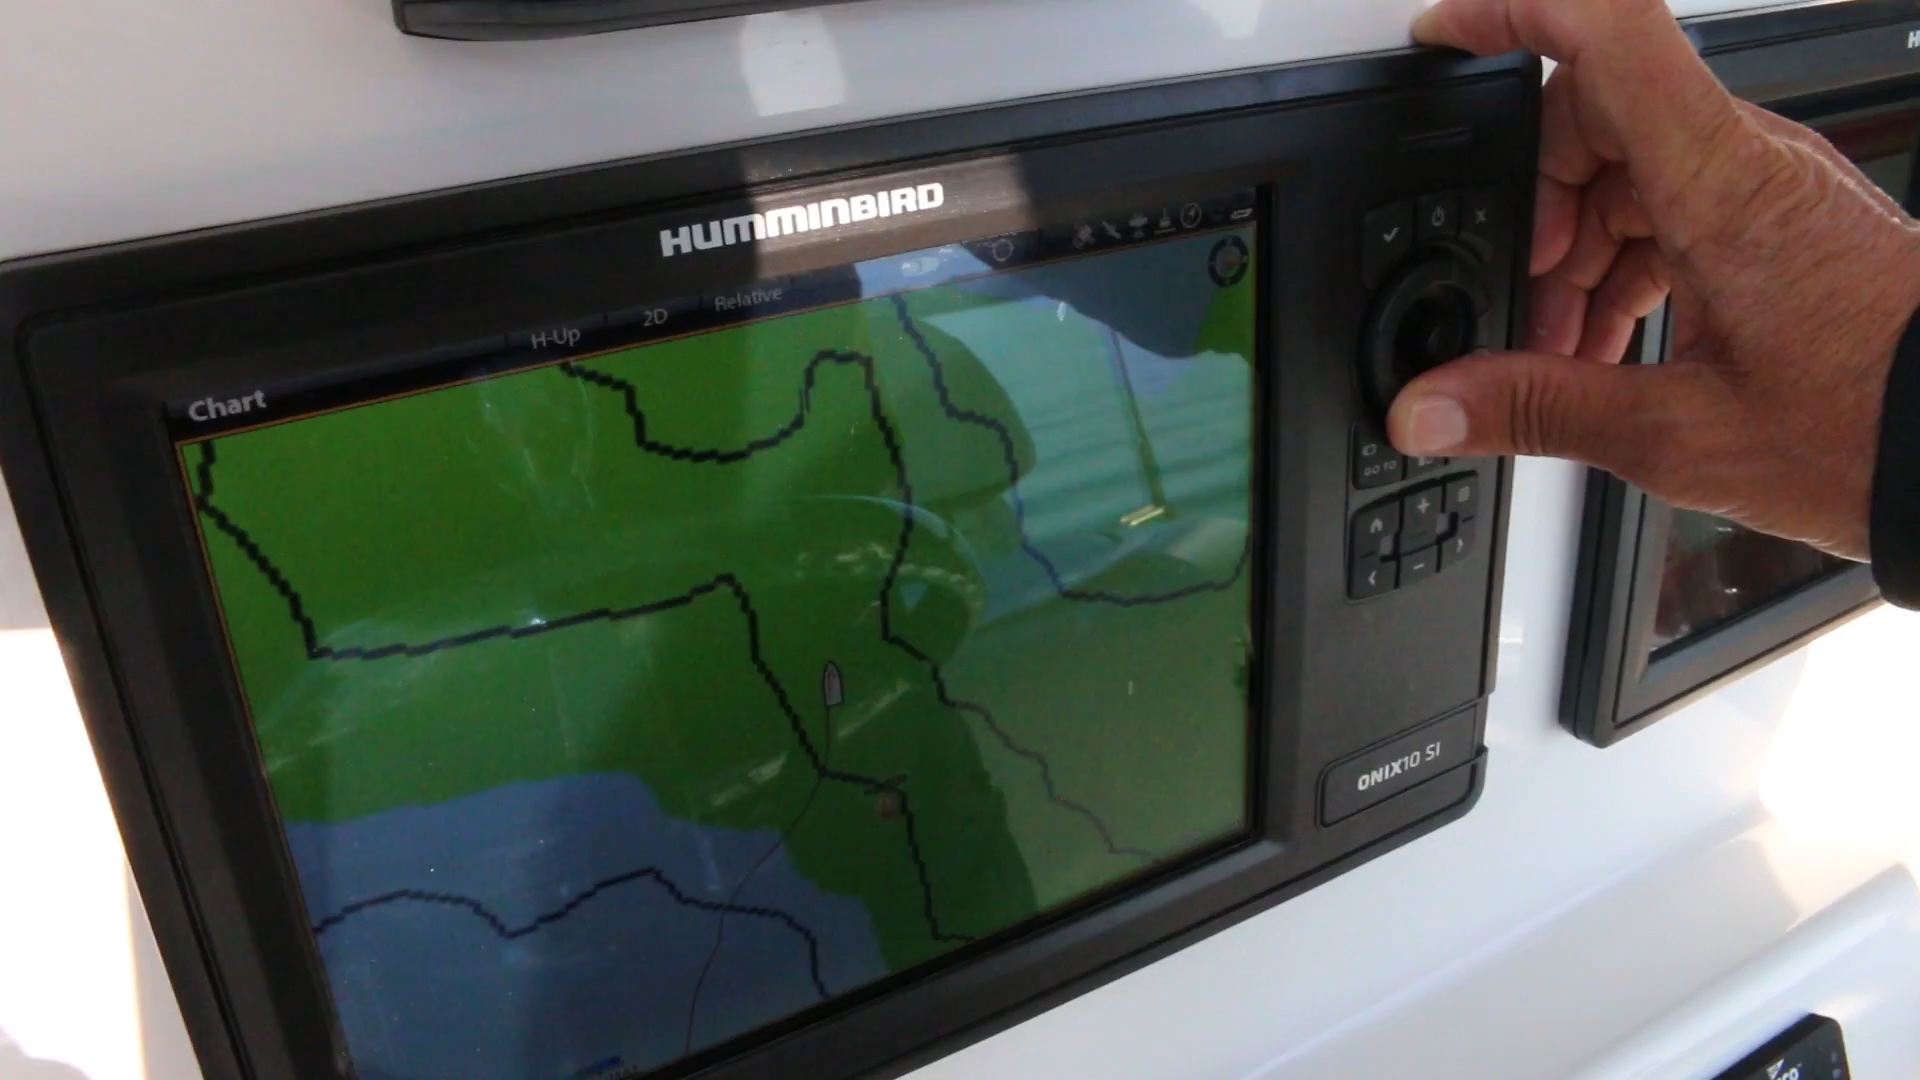 HUMMINBIRD
Chart
H-Up
2D
Relative
GO TO
ONIX10 SI